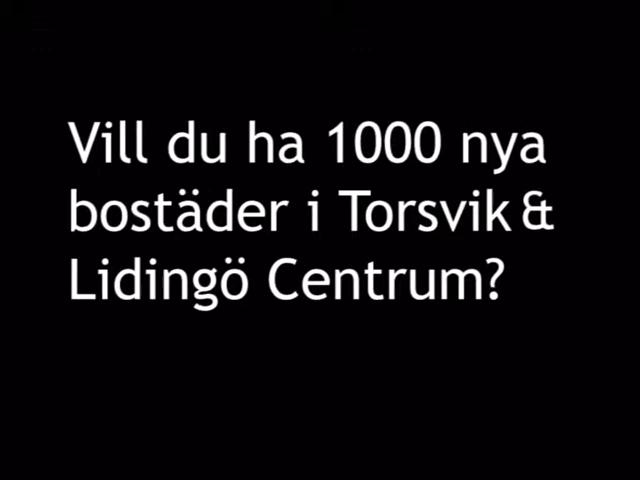 Vill du ha 1000 nya
bostäder i Torsvik &
Lidingö Centrum?